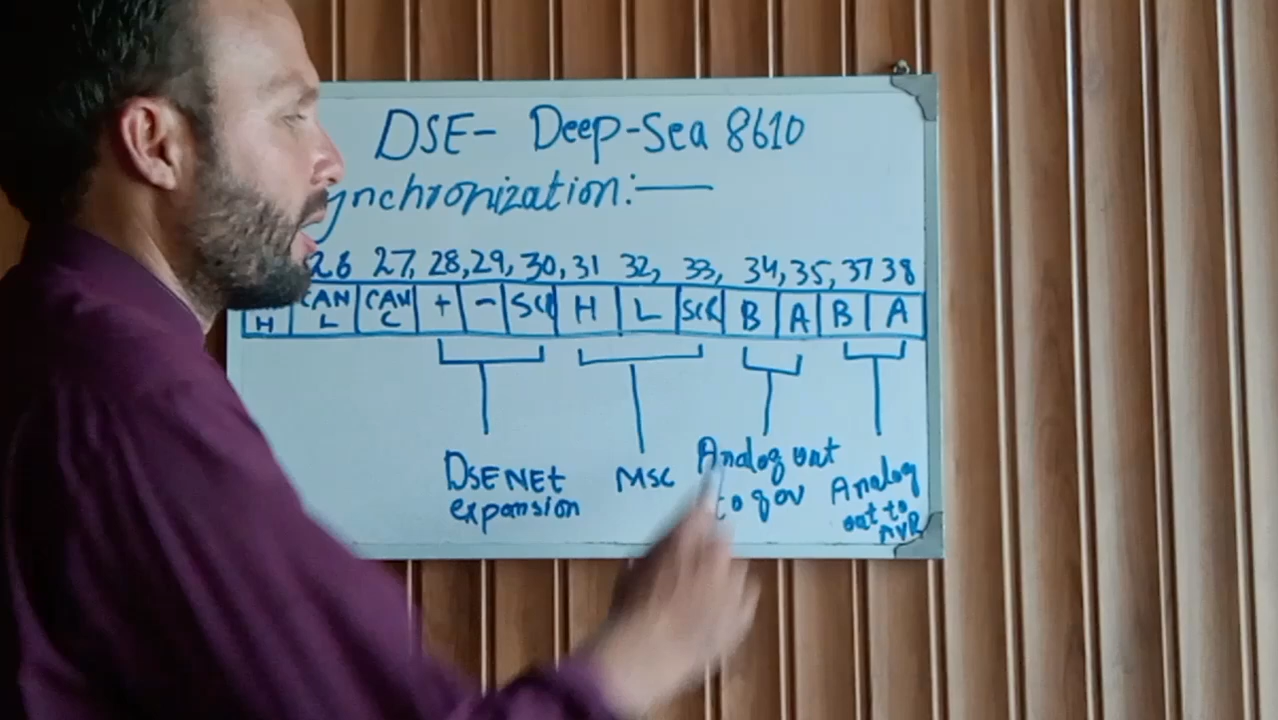 DSE- Deep-Sea 8610
ynchronization:-
26 27, 28, 29, 30, 31 32, 33, 34, 35, 37 38
H CAN L CAN C + - SCR H L SCR B A B A
DSENEt expansion
MSC
Analog out to gov
Analog out to AVR